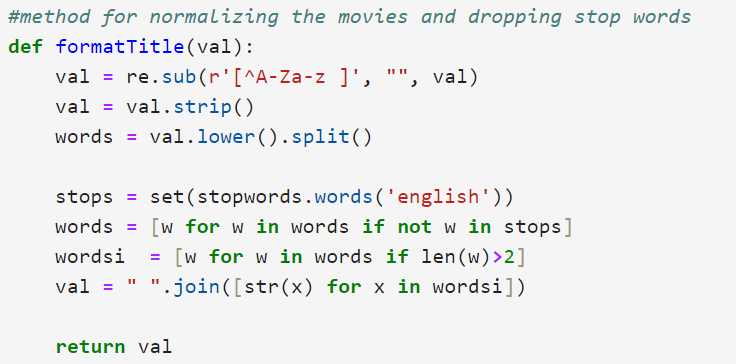 #method for normalizing the movies and dropping stop words
def formatTitle(val):
    val = re.sub(r'[^A-Za-z ]', "", val)
    val = val.strip()
    words = val.lower().split()

    stops = set(stopwords.words('english'))
    words = [w for w in words if not w in stops]
    wordsi  = [w for w in words if len(w)>2]
    val = " ".join([str(x) for x in wordsi])

    return val